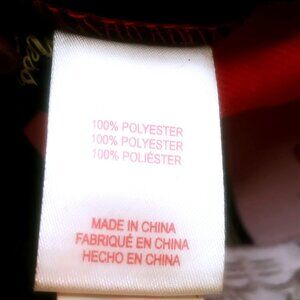 100% POLYESTER
100% POLYESTER
100% POLIÉSTER
MADE IN CHINA
FABRIQUÉ EN CHINA
HECHO EN CHINA